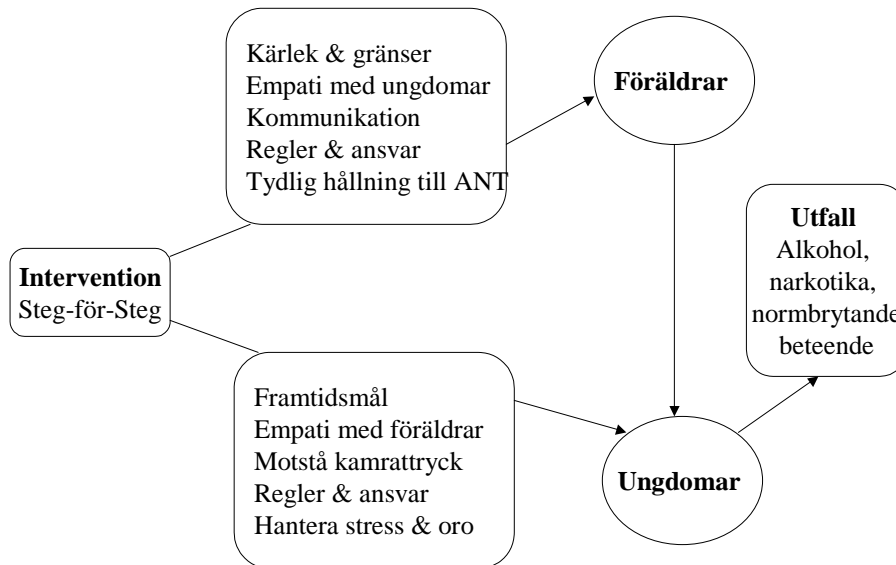 Kärlek & gränser
Empati med ungdomar
Kommunikation
Regler & ansvar
Tydlig hållning till ANT
Föräldrar
Utfall
Alkohol,
narkotika,
normbrytande
beteende
Intervention
Steg-för-Steg
Framtidsmål
Empati med föräldrar
Motstå kamrattryck
Regler & ansvar
Hantera stress & oro
Ungdomar